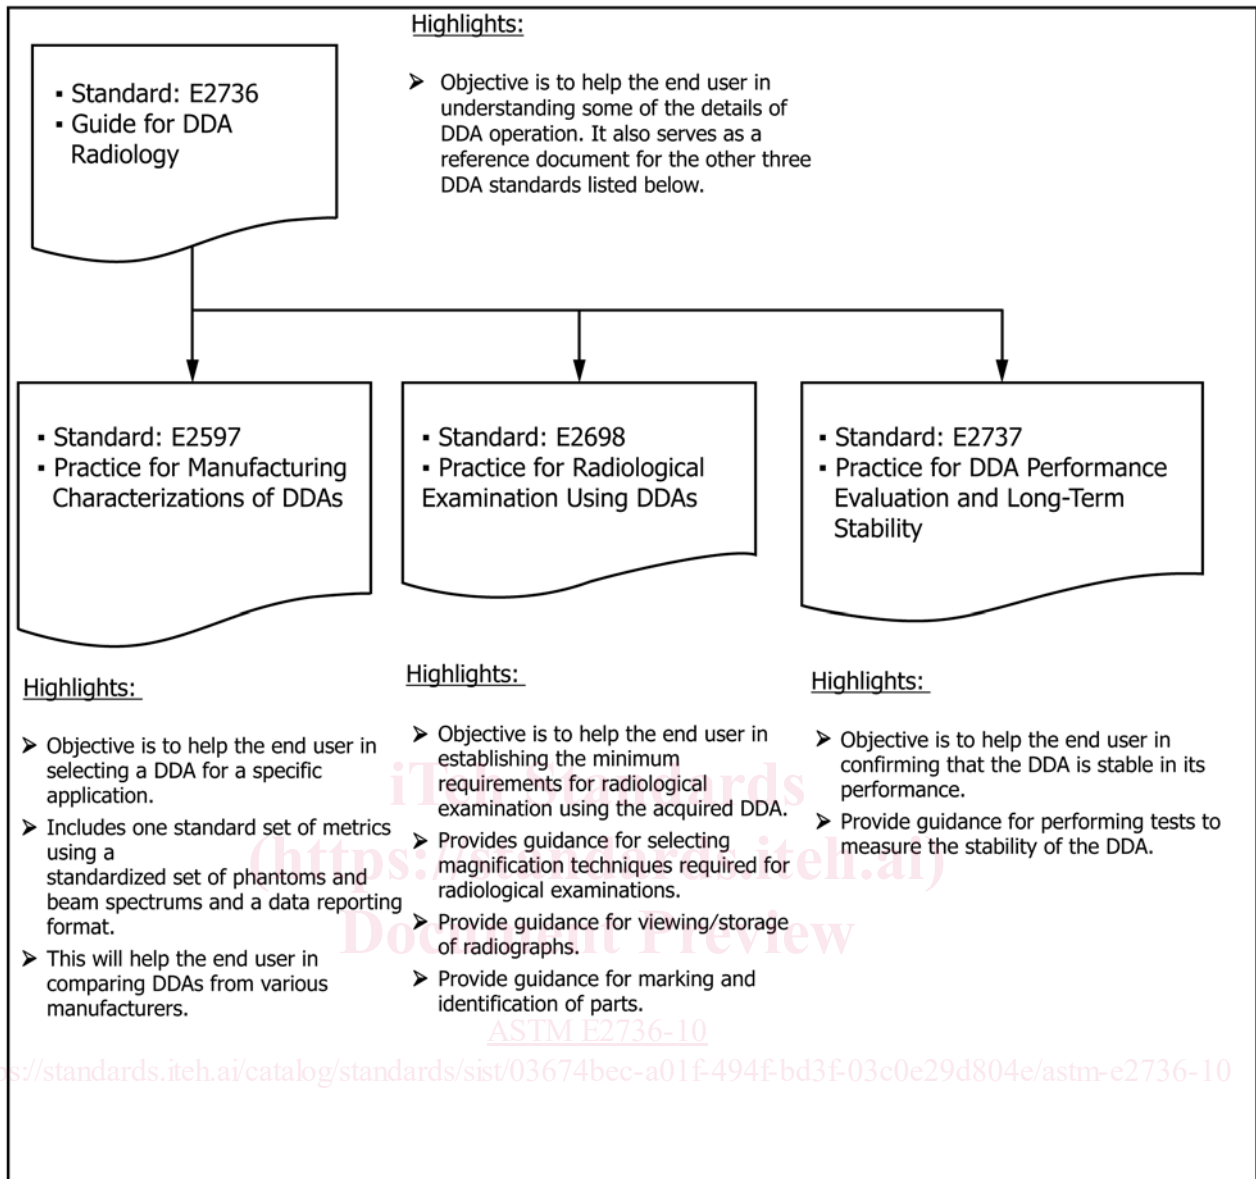 Highlights:
▪ Standard: E2736
▪ Guide for DDA
Radiology
➤ Objective is to help the end user in
understanding some of the details of
DDA operation. It also serves as a
reference document for the other three
DDA standards listed below.
▪ Standard: E2597
▪ Practice for Manufacturing
Characterizations of DDAs
▪ Standard: E2698
▪ Practice for Radiological
Examination Using DDAs
▪ Standard: E2737
▪ Practice for DDA Performance
Evaluation and Long-Term
Stability
Highlights:
➤ Objective is to help the end user in
selecting a DDA for a specific
application.
➤ Includes one standard set of metrics
using a
standardized set of phantoms and
beam spectrums and a data reporting
format.
➤ This will help the end user in
comparing DDAs from various
manufacturers.
Highlights:
➤ Objective is to help the end user in
establishing the minimum
requirements for radiological
examination using the acquired DDA.
➤ Provides guidance for selecting
magnification techniques required for
radiological examinations.
➤ Provide guidance for viewing/storage
of radiographs.
➤ Provide guidance for marking and
identification of parts.
Highlights:
➤ Objective is to help the end user in
confirming that the DDA is stable in its
performance.
➤ Provide guidance for performing tests to
measure the stability of the DDA.
iTeh Standards
(https://standards.iteh.ai)
Document Preview
ASTM E2736-10
ps://standards.iteh.ai/catalog/standards/sist/03674bec-a01f-494f-bd3f-03c0e29d804e/astm-e2736-10